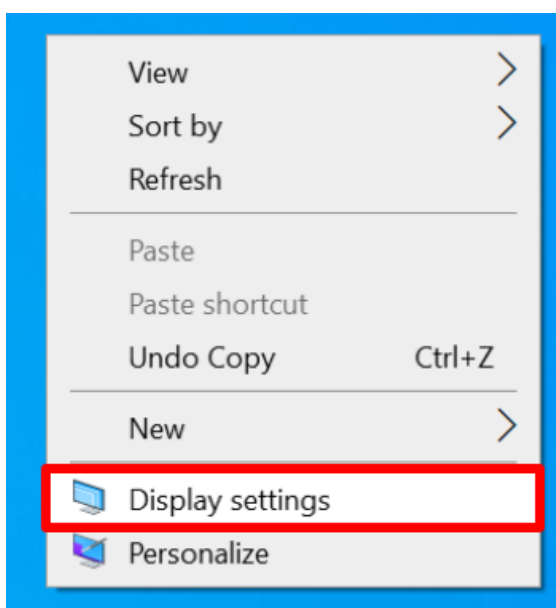 View
Sort by
Refresh
Paste
Paste shortcut
Undo Copy Ctrl+Z
New
Display settings
Personalize